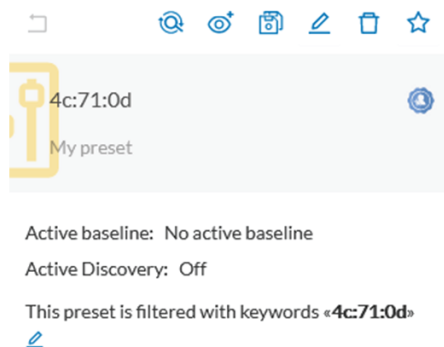 4c:71:0d
My preset
Active baseline: No active baseline
Active Discovery: Off
This preset is filtered with keywords «4c:71:0d»